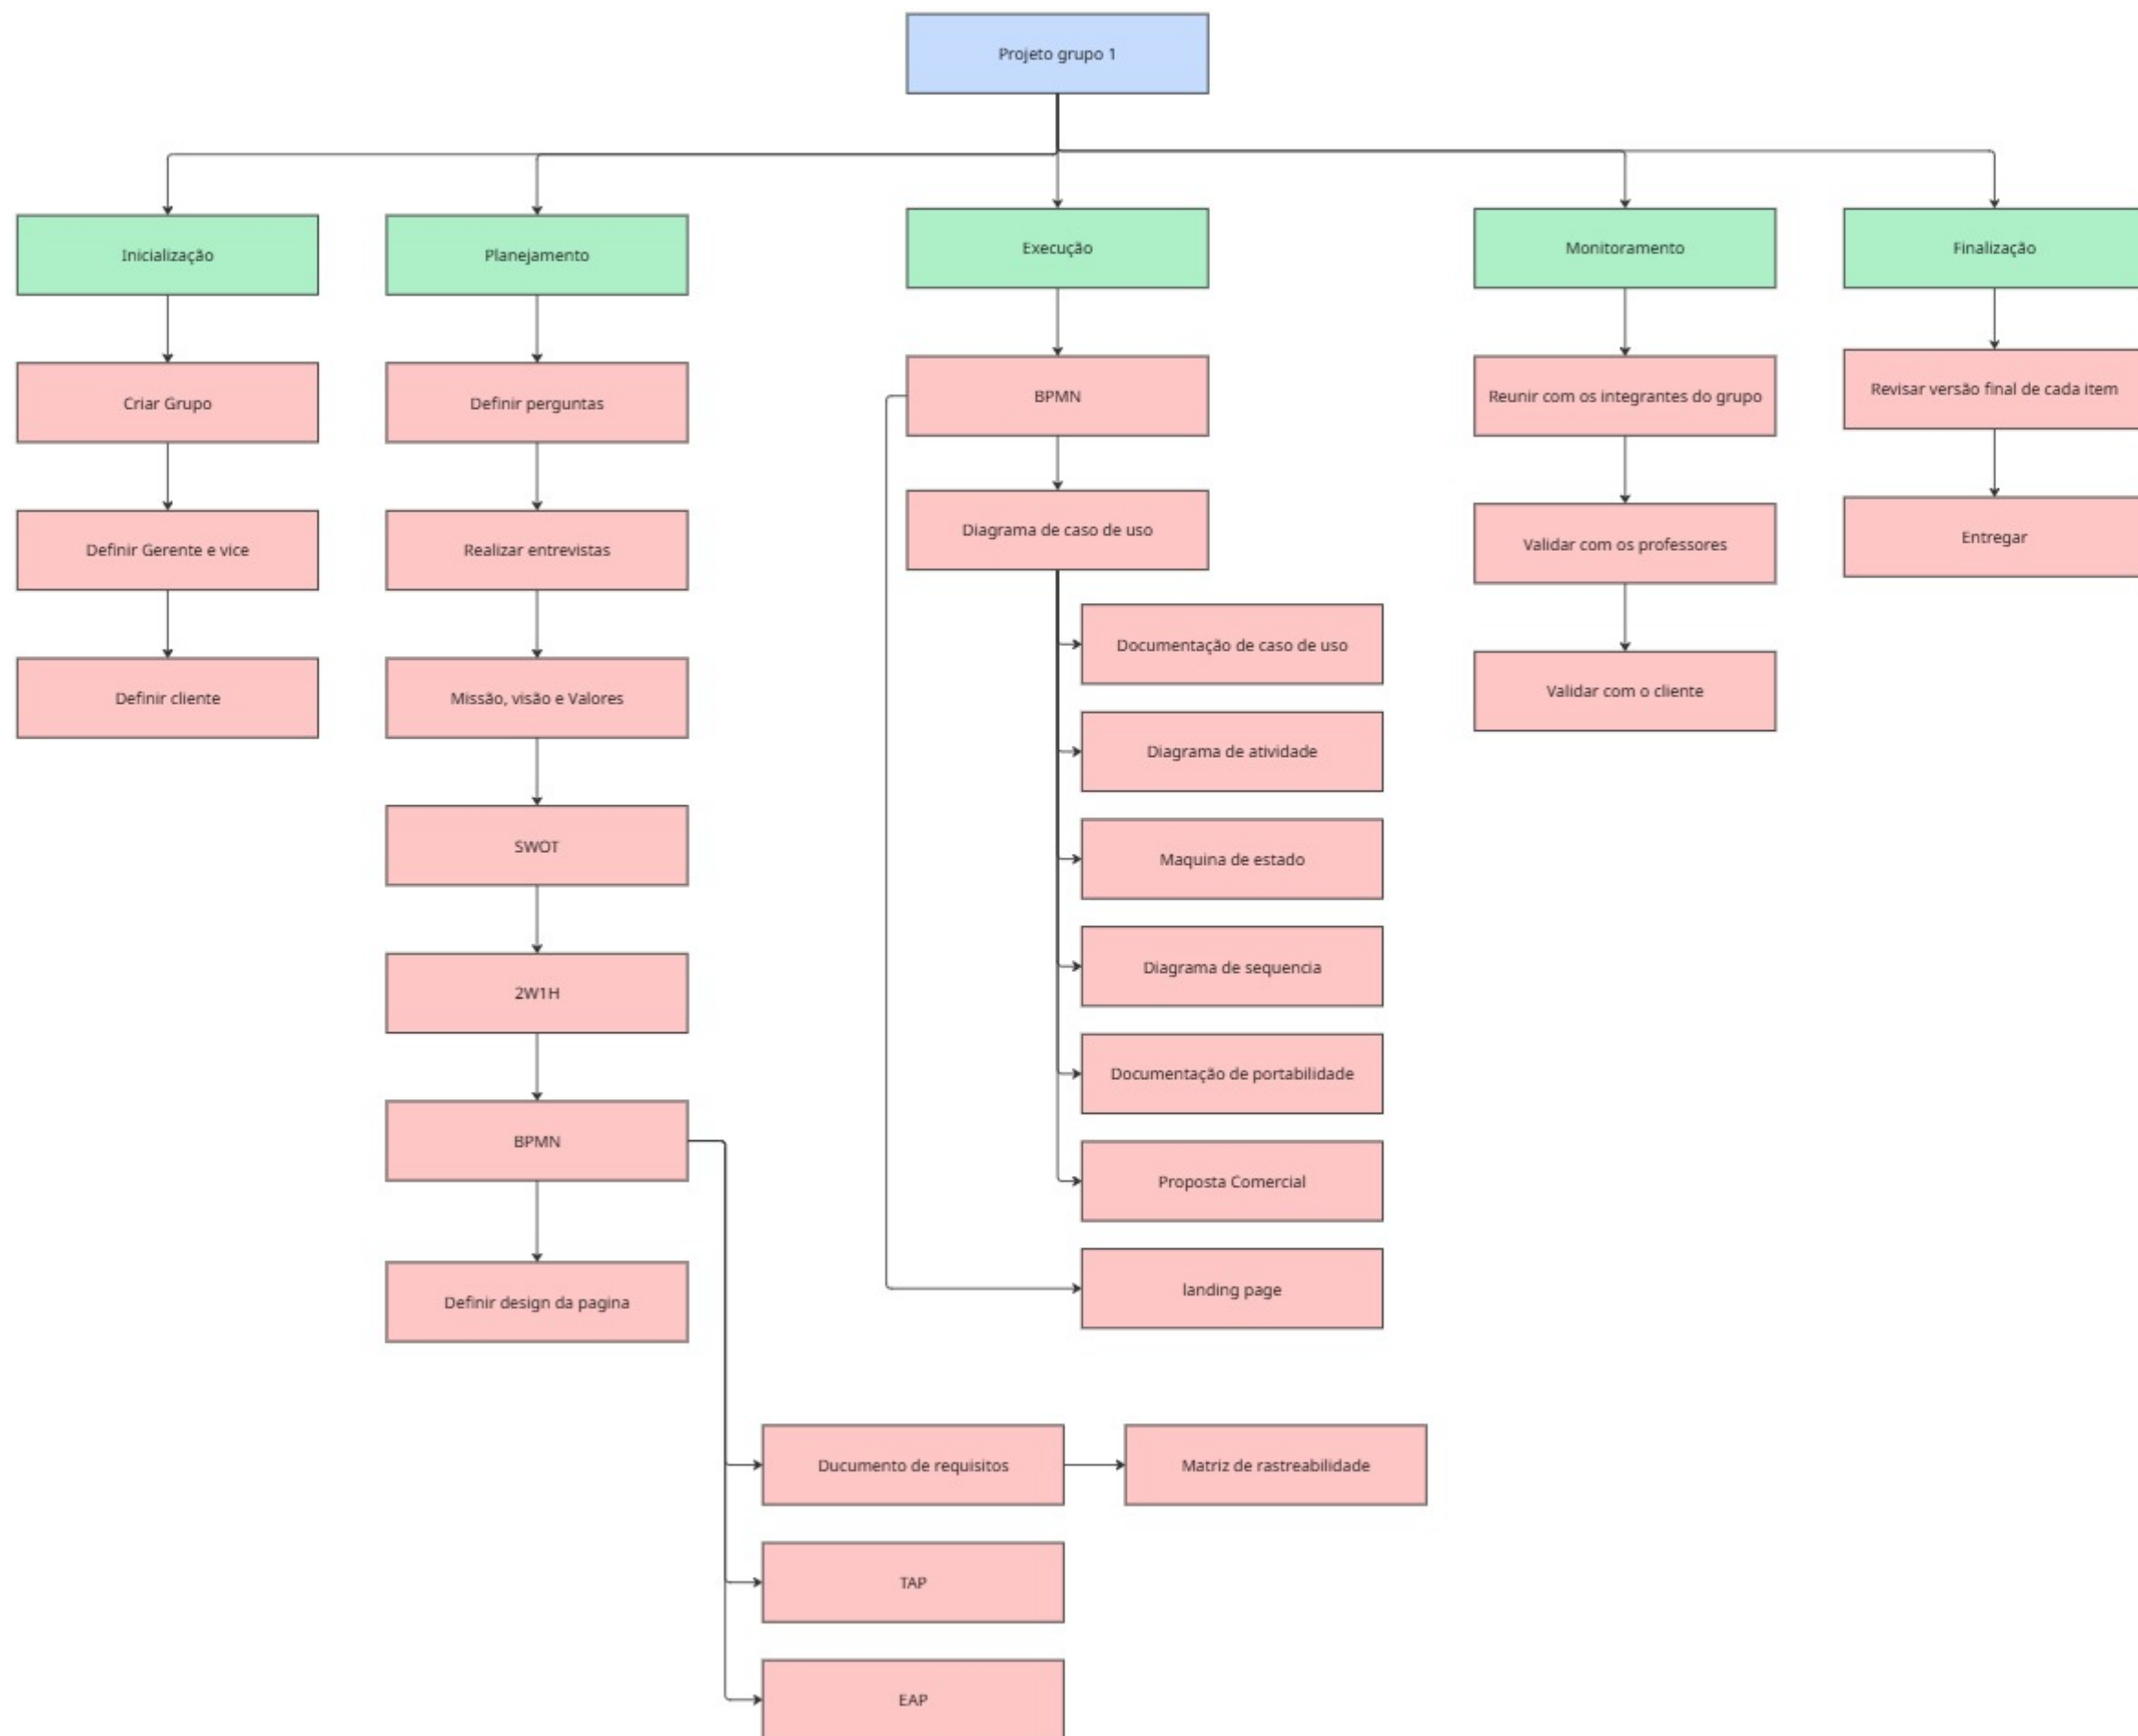 Projeto grupo 1
Inicialização
Planejamento
Execução
Monitoramento
Finalização
Criar Grupo
Definir Gerente e vice
Definir cliente
Definir perguntas
Realizar entrevistas
Missão, visão e Valores
SWOT
2W1H
BPMN
Definir design da pagina
Ducumento de requisitos
Matriz de rastreabilidade
TAP
EAP
BPMN
Diagrama de caso de uso
Documentação de caso de uso
Diagrama de atividade
Maquina de estado
Diagrama de sequencia
Documentação de portabilidade
Proposta Comercial
landing page
Reunir com os integrantes do grupo
Validar com os professores
Validar com o cliente
Revisar versão final de cada item
Entregar